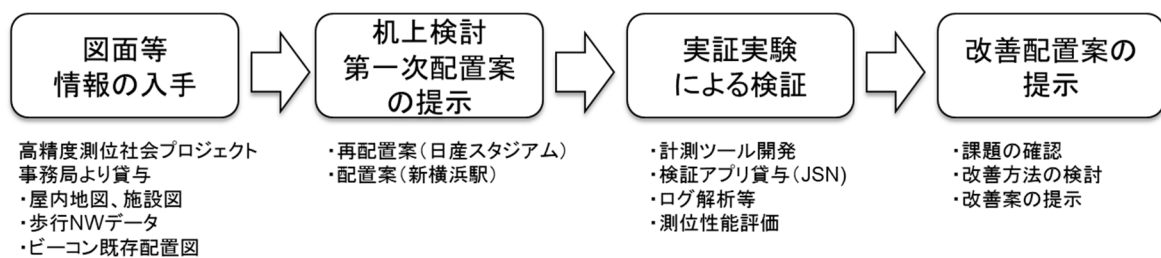 図面等
情報の入手
机上検討
第一次配置案
の提示
実証実験
による検証
改善配置案の
提示
高精度測位社会プロジェクト
事務局より貸与
・屋内地図、施設図
・歩行NWデータ
・ビーコン既存配置図
・再配置案（日産スタジアム）
・配置案（新横浜駅）
・計測ツール開発
・検証アプリ貸与（JSN)
・ログ解析等
・測位性能評価
・課題の確認
・改善方法の検討
・改善案の提示